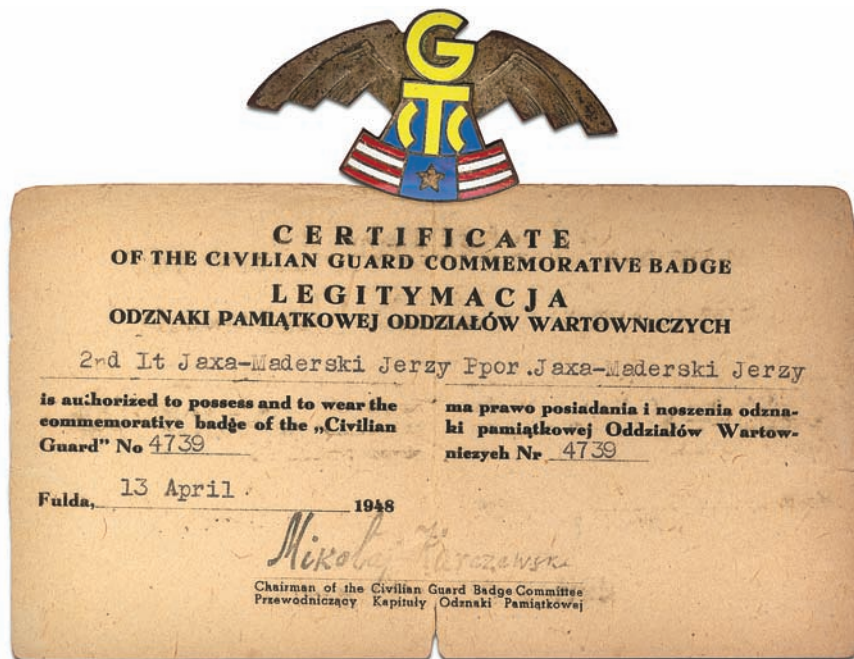 G
CTC
CERTIFICATE
OF THE CIVILIAN GUARD COMMEMORATIVE BADGE
LEGITYMACJA
ODZNAKI PAMIĄTKOWEJ ODDZIAŁÓW WARTOWNICZYCH
2nd Lt Jaxa-Maderski Jerzy Ppor.Jaxa-Maderski Jerzy
is authorized to possess and to wear the
commemorative badge of the „Civilian
Guard” No 4739
ma prawo posiadania i noszenia odzna-
ki pamiątkowej Oddziałów Wartow-
niczych Nr 4739
Fulda, 13 April 1948
Mikołaj Karczewski
Chairman of the Civilian Guard Badge Committee
Przewodniczący Kapituły Odznaki Pamiątkowej